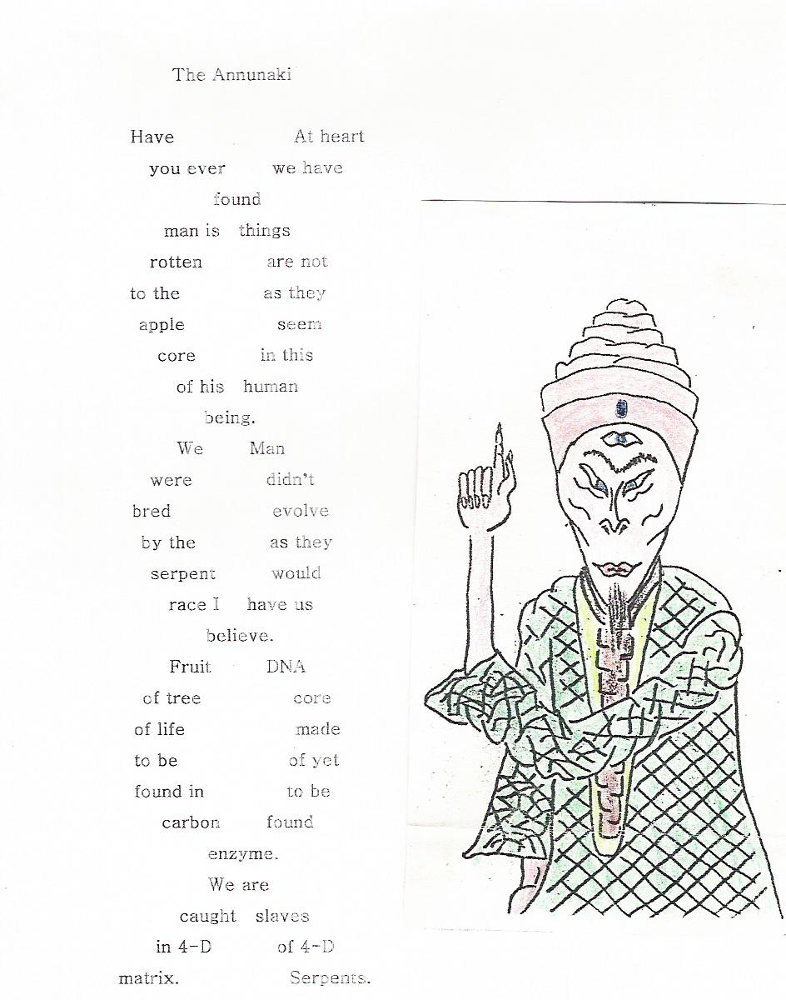 The Annunaki
Have At heart
you ever we have
found
man is things
rotten are not
to the as they
apple seem
core in this
of his human
being.
We Man
were didn't
bred evolve
by the as they
serpent would
race I have us
believe.
Fruit DNA
of tree core
of life made
to be of yet
found in to be
carbon found
enzyme.
We are
caught slaves
in 4-D of 4-D
matrix. Serpents.